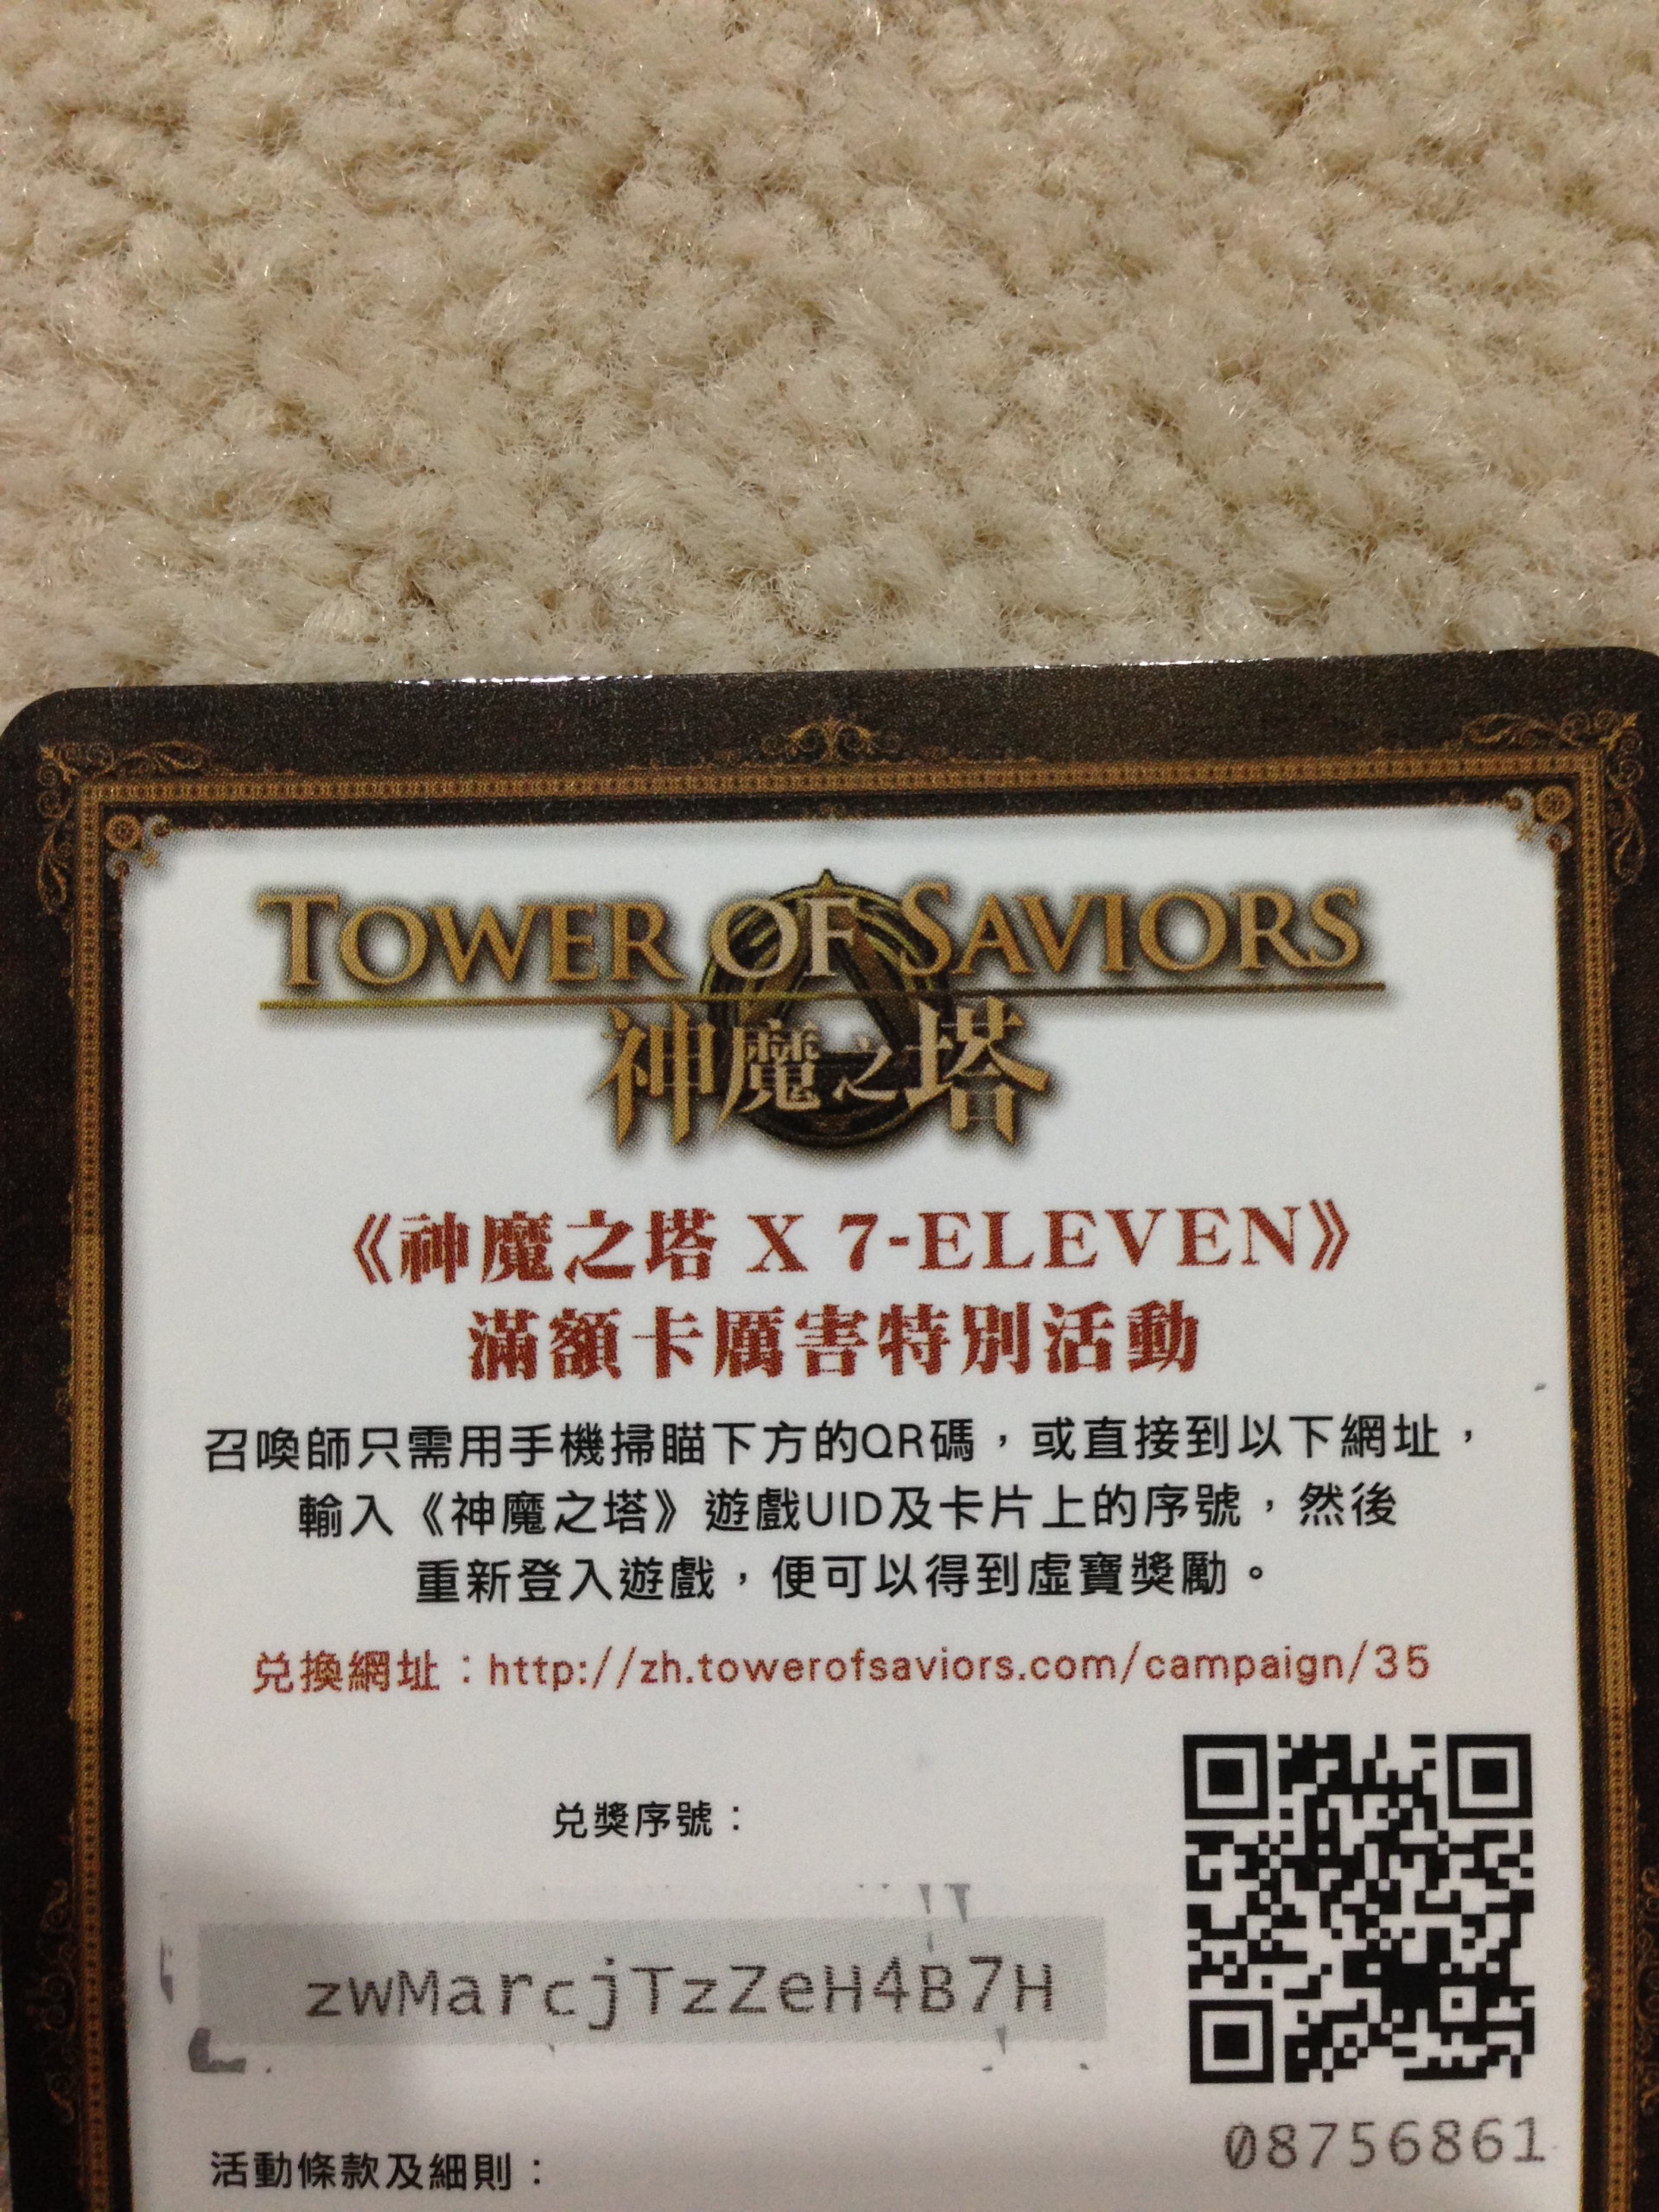 TOWER OF SAVIORS
神魔之塔
《神魔之塔 X 7-ELEVEN》
滿額卡厲害特別活動
召喚師只需用手機掃瞄下方的QR碼，或直接到以下網址，
輸入《神魔之塔》遊戲UID及卡片上的序號，然後
重新登入遊戲，便可以得到虛寶獎勵。
兌換網址：http://zh.towerofsaviors.com/campaign/35
兌獎序號：
zwMarcjTzZeH4B7H
08756861
活動條款及細則：